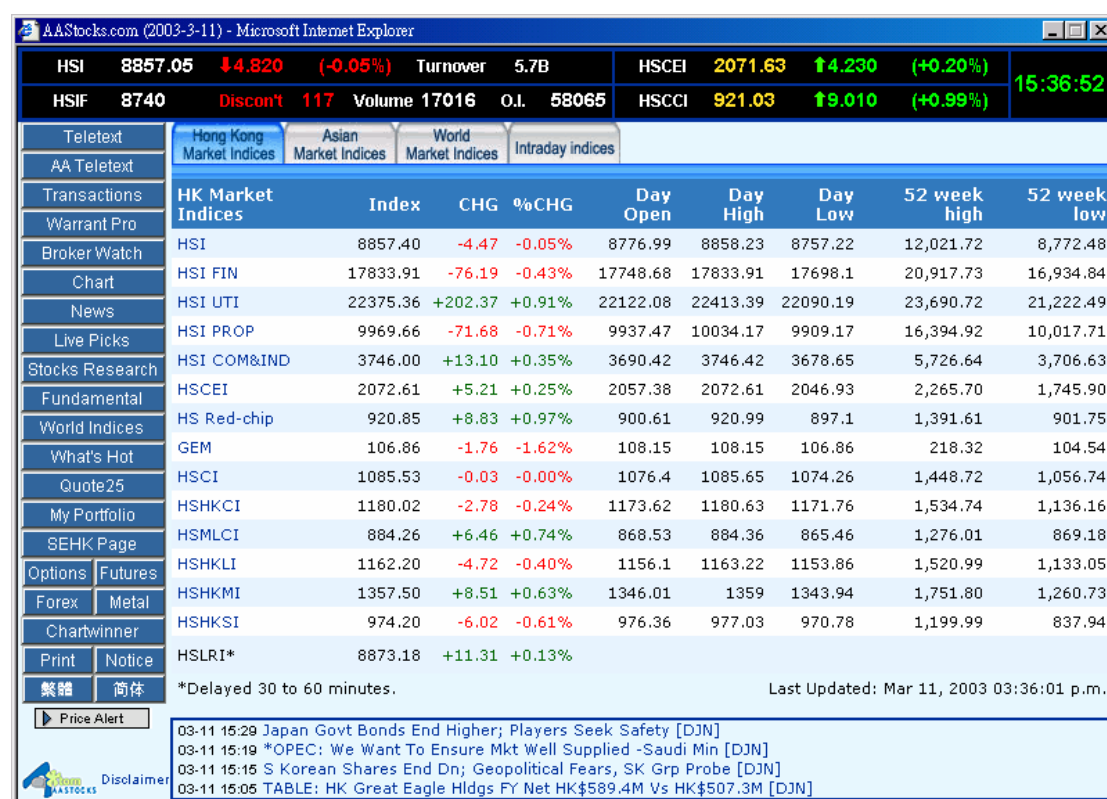 AAStocks.com (2003-3-11) - Microsoft Internet Explorer
HSI 8857.05 ⬇4.820 (-0.05%) Turnover 5.7B HSCEI 2071.63 ⬆4.230 (+0.20%)
HSIF 8740 Discon't 117 Volume 17016 O.I. 58065 HSCCI 921.03 ⬆9.010 (+0.99%)
15:36:52
Teletext
AA Teletext
Transactions
Warrant Pro
Broker Watch
Chart
News
Live Picks
Stocks Research
Fundamental
World Indices
What's Hot
Quote25
My Portfolio
SEHK Page
Options Futures
Forex Metal
Chartwinner
Print Notice
繁體 简体
Price Alert
Atom
AASTOCKS
Disclaimer
Hong Kong
Market Indices
Asian
Market Indices
World
Market Indices
Intraday indices
HK Market Indices Index CHG %CHG Day Open Day High Day Low 52 week high 52 week low
HSI 8857.40 -4.47 -0.05% 8776.99 8858.23 8757.22 12,021.72 8,772.48
HSI FIN 17833.91 -76.19 -0.43% 17748.68 17833.91 17698.1 20,917.73 16,934.84
HSI UTI 22375.36 +202.37 +0.91% 22122.08 22413.39 22090.19 23,690.72 21,222.49
HSI PROP 9969.66 -71.68 -0.71% 9937.47 10034.17 9909.17 16,394.92 10,017.71
HSI COM&IND 3746.00 +13.10 +0.35% 3690.42 3746.42 3678.65 5,726.64 3,706.63
HSCEI 2072.61 +5.21 +0.25% 2057.38 2072.61 2046.93 2,265.70 1,745.90
HS Red-chip 920.85 +8.83 +0.97% 900.61 920.99 897.1 1,391.61 901.75
GEM 106.86 -1.76 -1.62% 108.15 108.15 106.86 218.32 104.54
HSCI 1085.53 -0.03 -0.00% 1076.4 1085.65 1074.26 1,448.72 1,056.74
HSHKCI 1180.02 -2.78 -0.24% 1173.62 1180.63 1171.76 1,534.74 1,136.16
HSMLCI 884.26 +6.46 +0.74% 868.53 884.36 865.46 1,276.01 869.18
HSHKLI 1162.20 -4.72 -0.40% 1156.1 1163.22 1153.86 1,520.99 1,133.05
HSHKMI 1357.50 +8.51 +0.63% 1346.01 1359 1343.94 1,751.80 1,260.73
HSHKSI 974.20 -6.02 -0.61% 976.36 977.03 970.78 1,199.99 837.94
HSLRI* 8873.18 +11.31 +0.13%
*Delayed 30 to 60 minutes. Last Updated: Mar 11, 2003 03:36:01 p.m.
03-11 15:29 Japan Govt Bonds End Higher; Players Seek Safety [DJN]
03-11 15:19 *OPEC: We Want To Ensure Mkt Well Supplied -Saudi Min [DJN]
03-11 15:15 S Korean Shares End Dn; Geopolitical Fears, SK Grp Probe [DJN]
03-11 15:05 TABLE: HK Great Eagle Hldgs FY Net HK$589.4M Vs HK$507.3M [DJN]